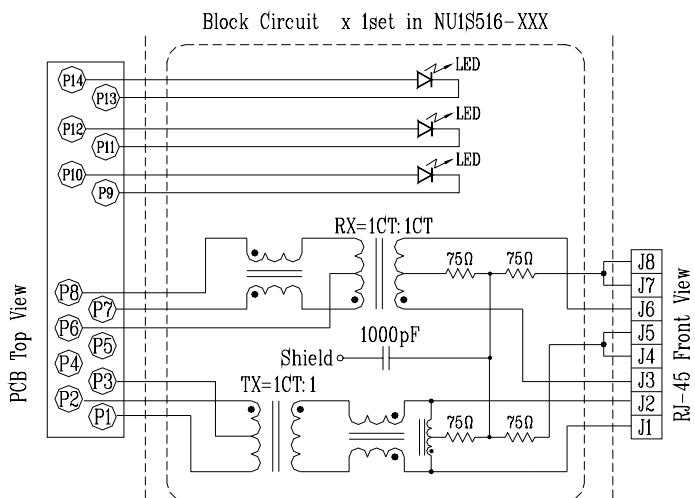 Block Circuit x 1set in NU1S516-XXX
P14
LED
P13
P12
LED
P11
P10
LED
P9
RX=1CT:1CT
75Ω
75Ω
J8
P8
J7
P7
J6
P6
1000pF
J5
P5
Shield
J4
P4
TX=1CT:1
P3
J3
P2
J2
P1
75Ω
75Ω
J1
PCB Top View
RJ-45 Front View